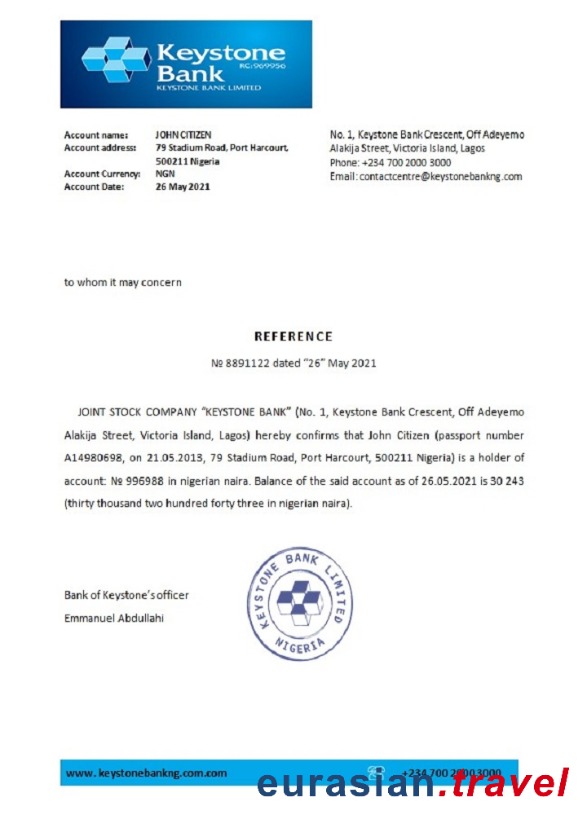 Keystone
Bank
RC:969956
KEYSTONE BANK LIMITED
Account name: JOHN CITIZEN
Account address: 79 Stadium Road, Port Harcourt,
500211 Nigeria
Account Currency: NGN
Account Date: 26 May 2021
No. 1, Keystone Bank Crescent, Off Adeyemo
Alakija Street, Victoria Island, Lagos
Phone: +234 700 2000 3000
Email: contactcentre@keystonebankng.com
to whom it may concern
REFERENCE
№ 8891122 dated “26” May 2021
JOINT STOCK COMPANY “KEYSTONE BANK” (No. 1, Keystone Bank Crescent, Off Adeyemo
Alakija Street, Victoria Island, Lagos) hereby confirms that John Citizen (passport number
A14980698, on 21.05.2013, 79 Stadium Road, Port Harcourt, 500211 Nigeria) is a holder of
account: № 996988 in nigerian naira. Balance of the said account as of 26.05.2021 is 30 243
(thirty thousand two hundred forty three in nigerian naira).
Bank of Keystone’s officer
Emmanuel Abdullahi
KEYSTONE BANK LIMITED
NIGERIA
www. keystonebankng.com.com
+234 700 2000 3000
eurasian.travel